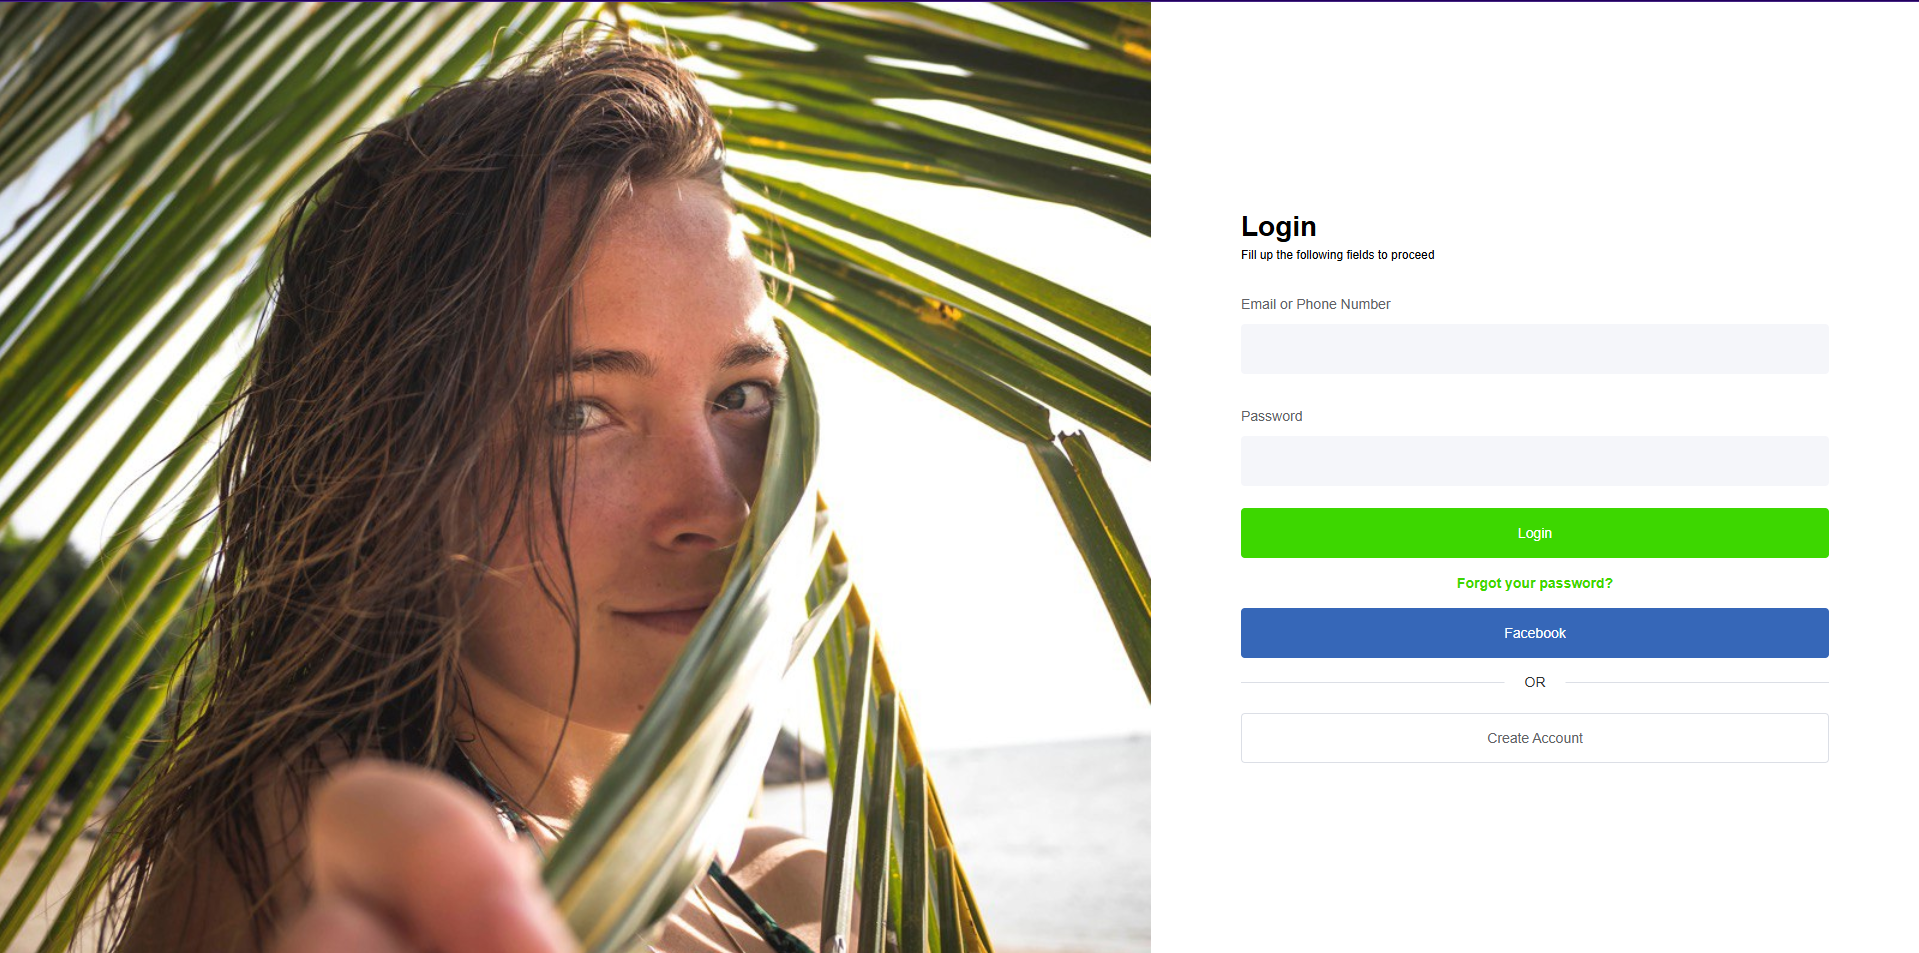 Login
Fill up the following fields to proceed
Email or Phone Number
Password
Login
Forgot your password?
Facebook
OR
Create Account